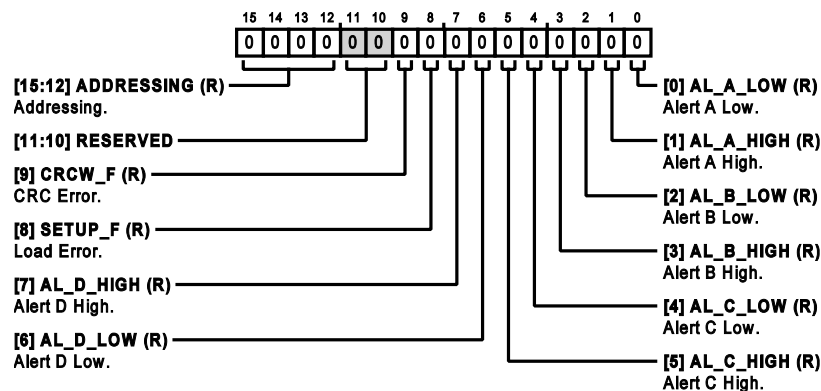 15 14 13 12 11 10 9 8 7 6 5 4 3 2 1 0
0 0 0 0 0 0 0 0 0 0 0 0 0 0 0 0
[15:12] ADDRESSING (R)
Addressing.
[11:10] RESERVED
[9] CRCW_F (R)
CRC Error.
[8] SETUP_F (R)
Load Error.
[7] AL_D_HIGH (R)
Alert D High.
[6] AL_D_LOW (R)
Alert D Low.
[0] AL_A_LOW (R)
Alert A Low.
[1] AL_A_HIGH (R)
Alert A High.
[2] AL_B_LOW (R)
Alert B Low.
[3] AL_B_HIGH (R)
Alert B High.
[4] AL_C_LOW (R)
Alert C Low.
[5] AL_C_HIGH (R)
Alert C High.